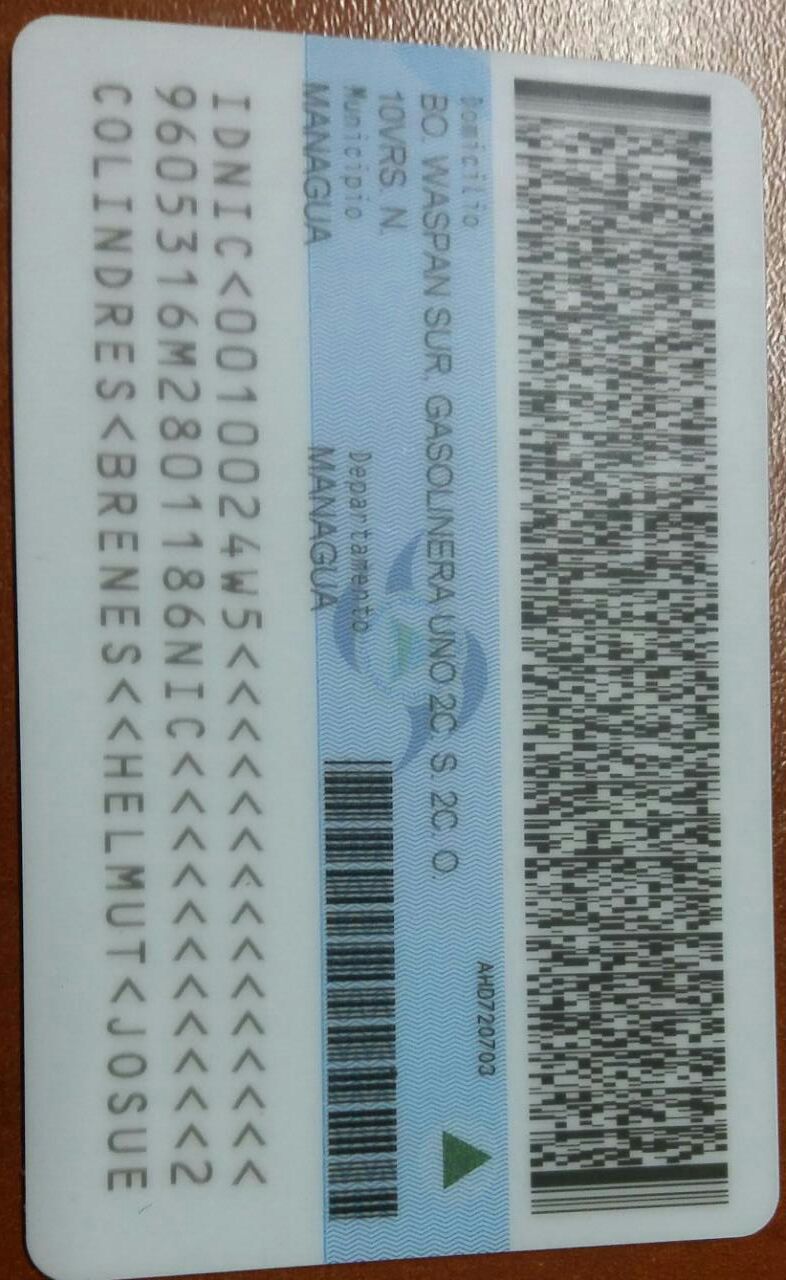 Domicilio
AHD720703
BO. WASPAN SUR, GASOLINERA UNO 2C. S. 2C. O.
10VRS. N.
Municipio Departamento
MANAGUA MANAGUA
IDNIC<0010024W5<<<<<<<<<<<<<<<
9605316M2801186NIC<<<<<<<<<<<2
COLINDRES<BRENES<<HELMUT<JOSUE